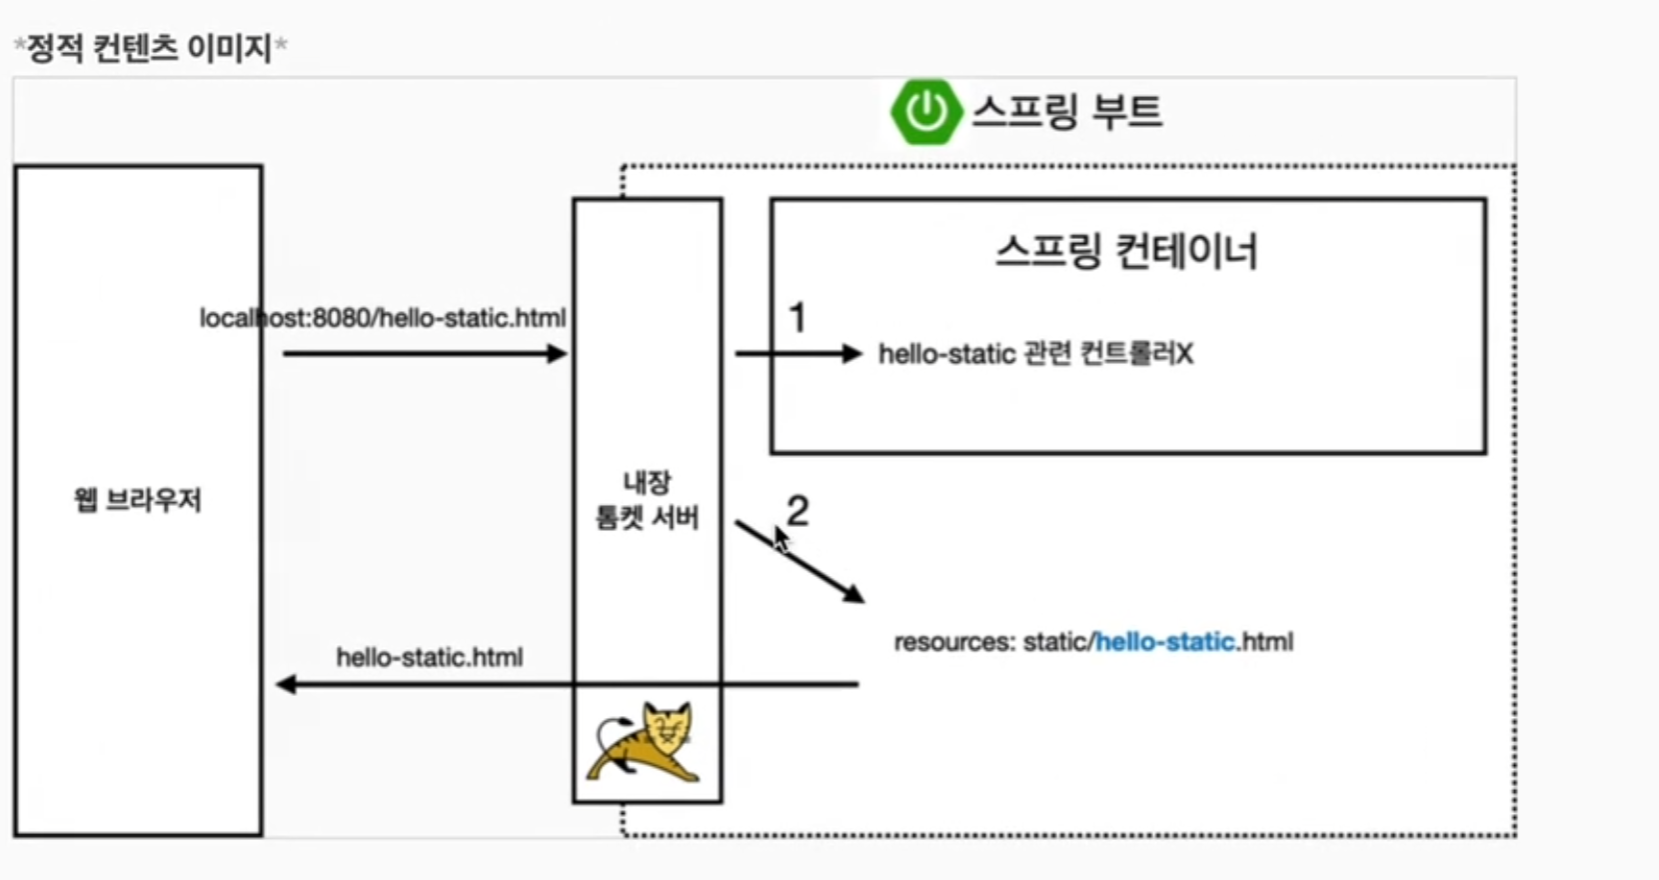 *정적 컨텐츠 이미지*
스프링 부트
스프링 컨테이너
localhost:8080/hello-static.html
1
hello-static 관련 컨트롤러X
웹 브라우저
내장
톰켓 서버
2
resources: static/hello-static.html
hello-static.html